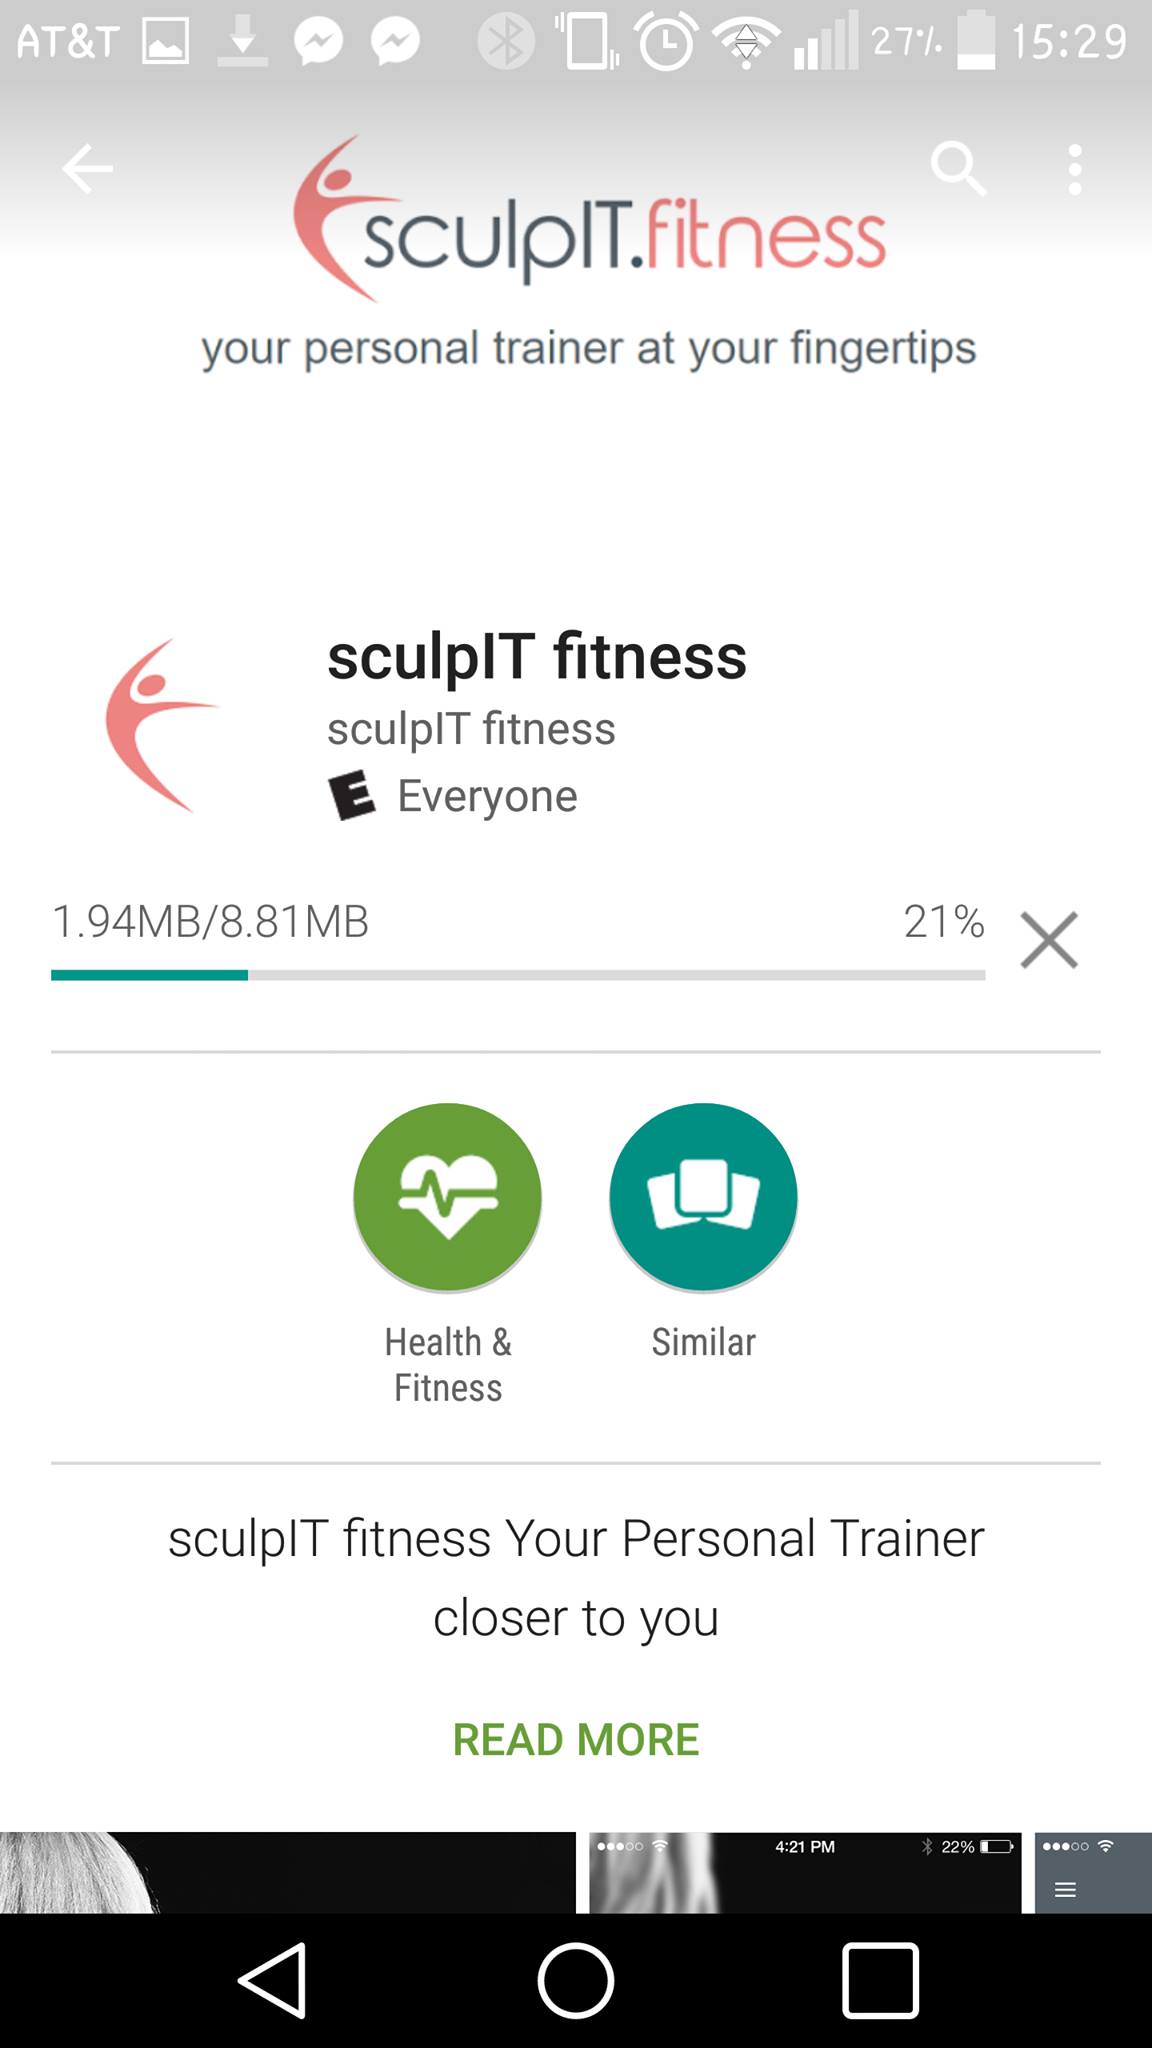 AT&T 27% 15:29
sculpIT.fitness
your personal trainer at your fingertips
sculpIT fitness
sculpIT fitness
E Everyone
1.94MB/8.81MB 21%
Health &
Fitness
Similar
sculpIT fitness Your Personal Trainer
closer to you
READ MORE
4:21 PM 22%